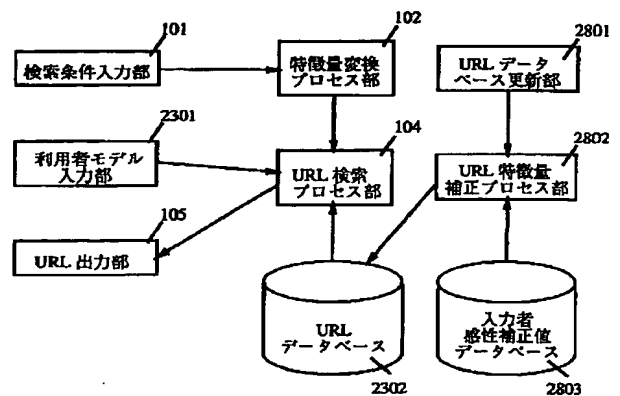 101
検索条件入力部
102
特徴量変換
プロセス部
2801
URL データ
ベース更新部
2301
利用者モデル
入力部
104
URL 検索
プロセス部
2802
URL 特徴量
補正プロセス部
105
URL 出力部
URL
データベース
2302
入力者
感性補正値
データベース
2803